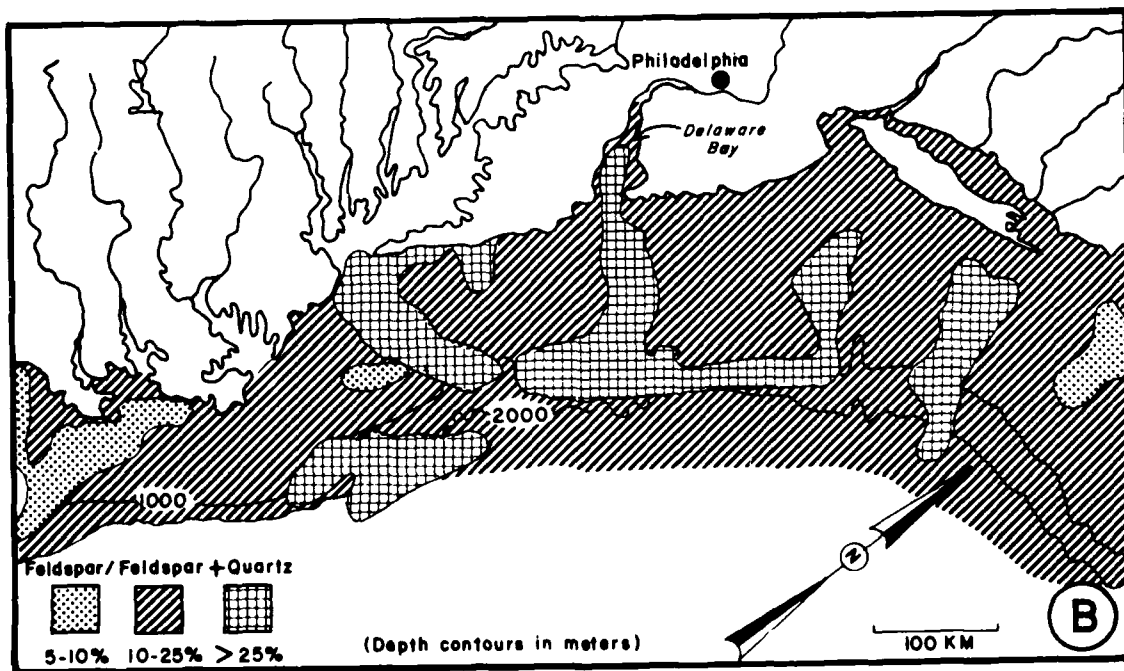 Philadelphia
Delaware
Bay
2000
1000
N
Feldspar/Feldspar+Quartz
5-10% 10-25% >25%
(Depth contours in meters)
100 KM
B